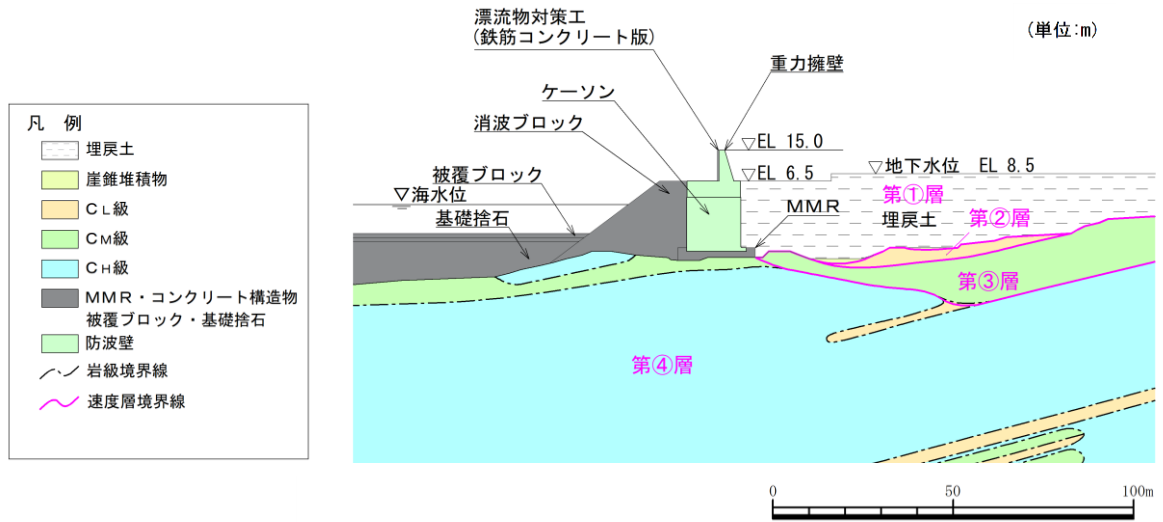 漂流物対策工
(鉄筋コンクリート版)
(単位:m)
重力擁壁
ケーソン
消波ブロック
▽EL 15.0
▽EL 6.5
▽地下水位 EL 8.5
被覆ブロック
▽海水位
基礎捨石
MMR
第①層
埋戻土
第②層
第③層
第④層
凡 例
埋戻土
崖錐堆積物
CL級
CM級
CH級
MMR・コンクリート構造物
被覆ブロック・基礎捨石
防波壁
岩級境界線
速度層境界線
0 50 100m